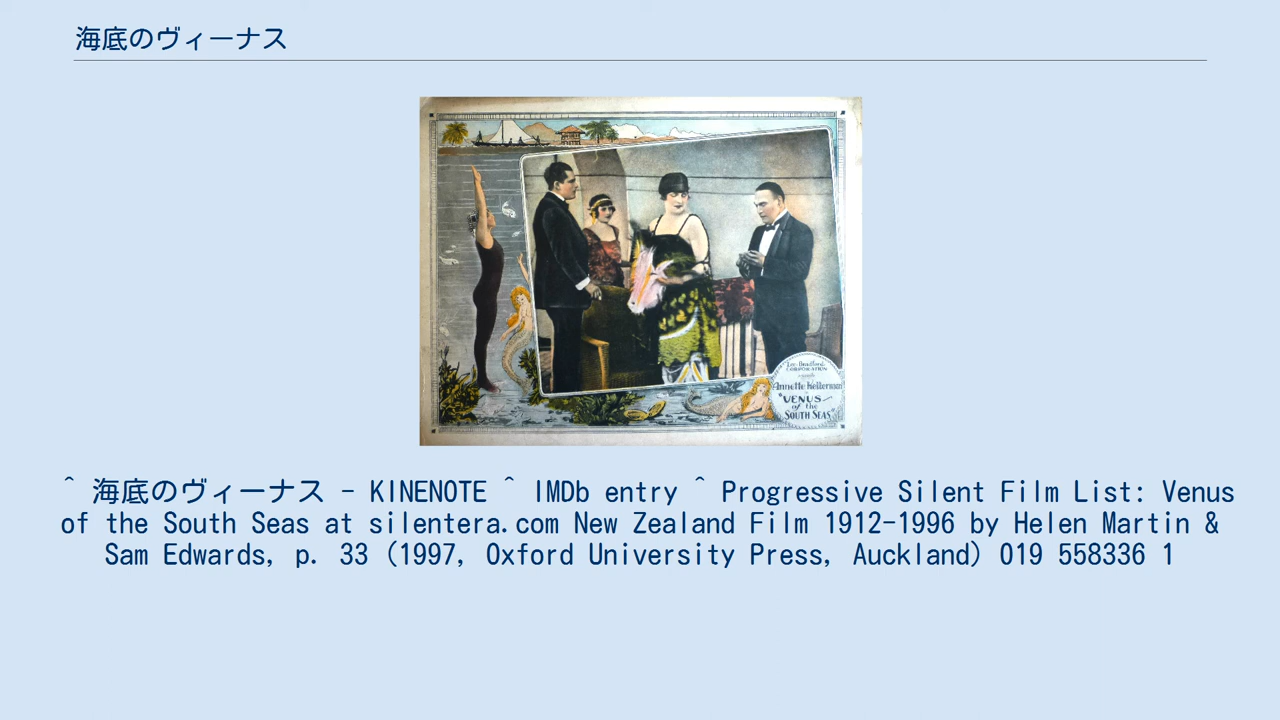 海底のヴィーナス
Lee-Bradford
CORPORATION
Annette Kellerman
"VENUS
of the
SOUTH SEAS"
^ 海底のヴィーナス - KINENOTE ^ IMDb entry ^ Progressive Silent Film List: Venus
of the South Seas at silentera.com New Zealand Film 1912-1996 by Helen Martin &
Sam Edwards, p. 33 (1997, Oxford University Press, Auckland) 019 558336 1